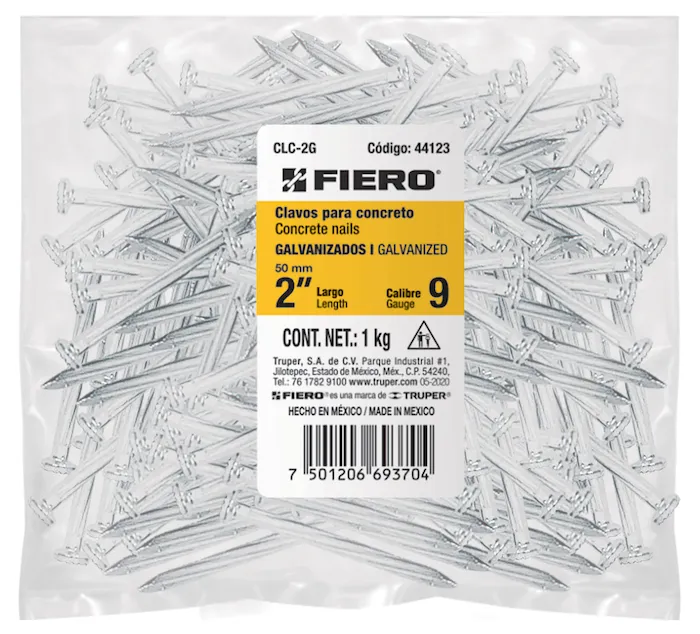 CLC-2G Código: 44123
FIERO®
Clavos para concreto
Concrete nails
GALVANIZADOS I GALVANIZED
50 mm
2" Largo Length Calibre Gauge 9
CONT. NET.: 1 kg
Truper, S.A. de C.V. Parque Industrial #1,
Jilotepec, Estado de México, Méx., C.P. 54240,
Tel.: 76 1782 9100 www.truper.com 05-2020
FIERO® es una marca de TRUPER®
HECHO EN MÉXICO / MADE IN MEXICO
7 501206 693704